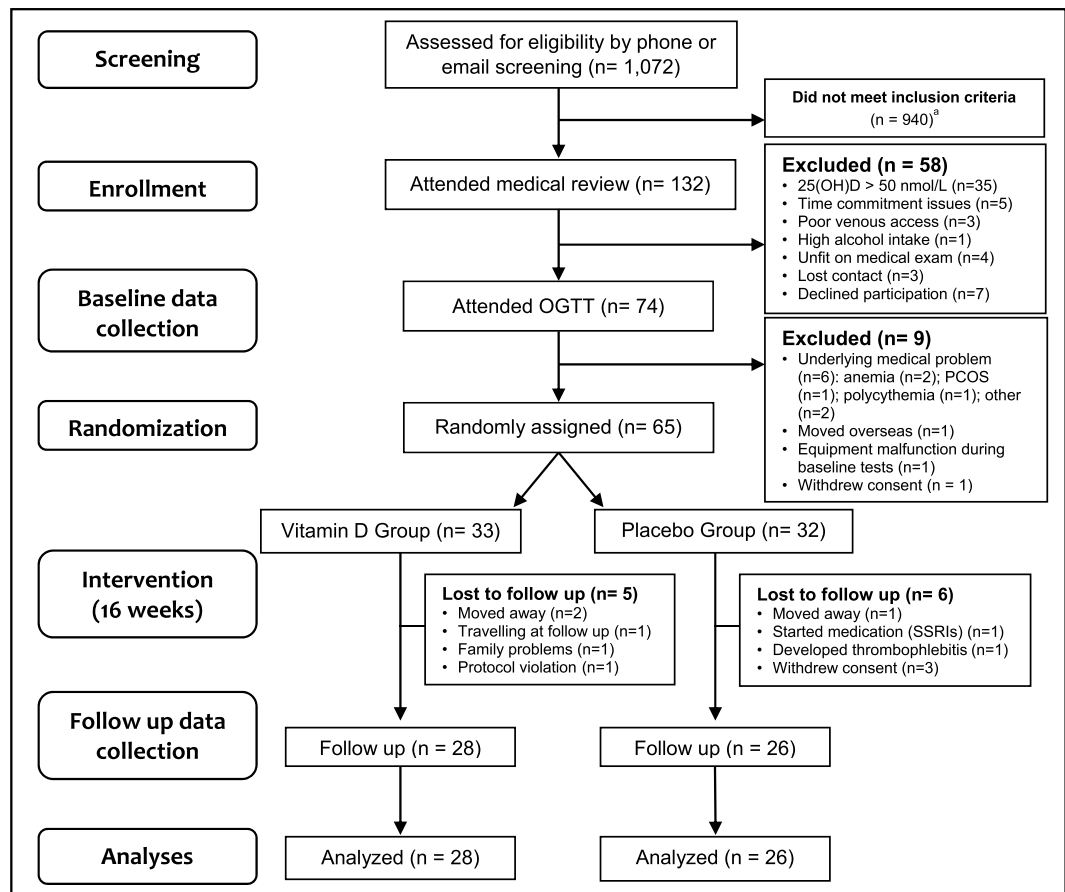 Screening
Assessed for eligibility by phone or
email screening (n= 1,072)
Did not meet inclusion criteria
(n = 940)a
Enrollment
Attended medical review (n= 132)
Excluded (n = 58)
• 25(OH)D > 50 nmol/L (n=35)
• Time commitment issues (n=5)
• Poor venous access (n=3)
• High alcohol intake (n=1)
• Unfit on medical exam (n=4)
• Lost contact (n=3)
• Declined participation (n=7)
Baseline data
collection
Attended OGTT (n= 74)
Excluded (n= 9)
• Underlying medical problem
(n=6): anemia (n=2); PCOS
(n=1); polycythemia (n=1); other
(n=2)
• Moved overseas (n=1)
• Equipment malfunction during
baseline tests (n=1)
• Withdrew consent (n = 1)
Randomization
Randomly assigned (n= 65)
Vitamin D Group (n= 33)
Placebo Group (n= 32)
Intervention
(16 weeks)
Lost to follow up (n= 5)
• Moved away (n=2)
• Travelling at follow up (n=1)
• Family problems (n=1)
• Protocol violation (n=1)
Lost to follow up (n= 6)
• Moved away (n=1)
• Started medication (SSRIs) (n=1)
• Developed thrombophlebitis (n=1)
• Withdrew consent (n=3)
Follow up data
collection
Follow up (n = 28)
Follow up (n = 26)
Analyses
Analyzed (n = 28)
Analyzed (n = 26)